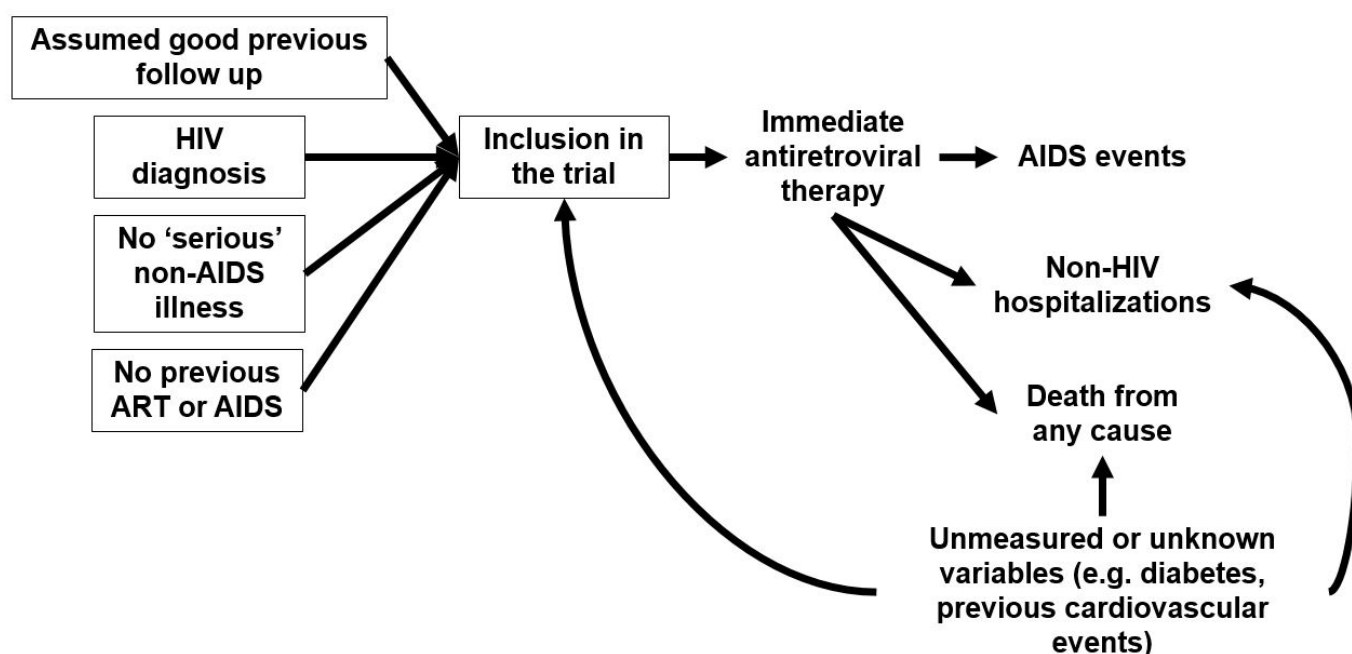 Assumed good previous
follow up
HIV
diagnosis
No ‘serious’
non-AIDS
illness
No previous
ART or AIDS
Inclusion in
the trial
Immediate
antiretroviral
therapy
AIDS events
Non-HIV
hospitalizations
Death from
any cause
Unmeasured or unknown
variables (e.g. diabetes,
previous cardiovascular
events)